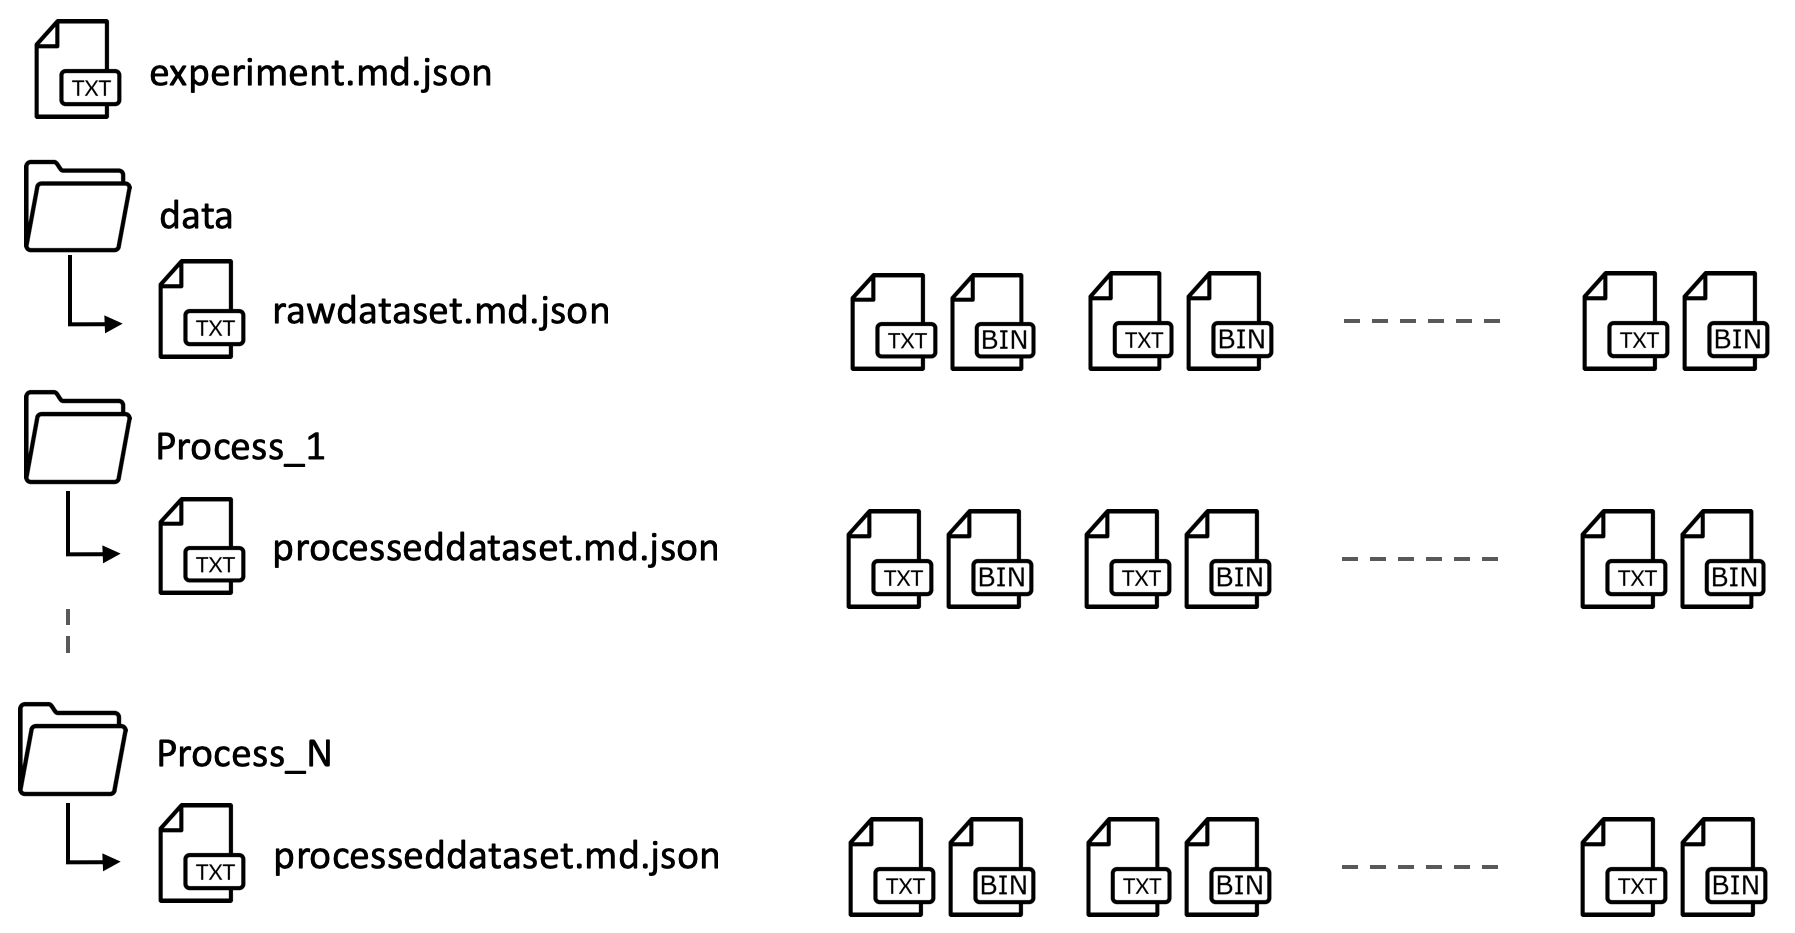 TXT experiment.md.json
data
TXT rawdataset.md.json TXT BIN TXT BIN TXT BIN
Process_1
TXT processeddataset.md.json TXT BIN TXT BIN TXT BIN
Process_N
TXT processeddataset.md.json TXT BIN TXT BIN TXT BIN